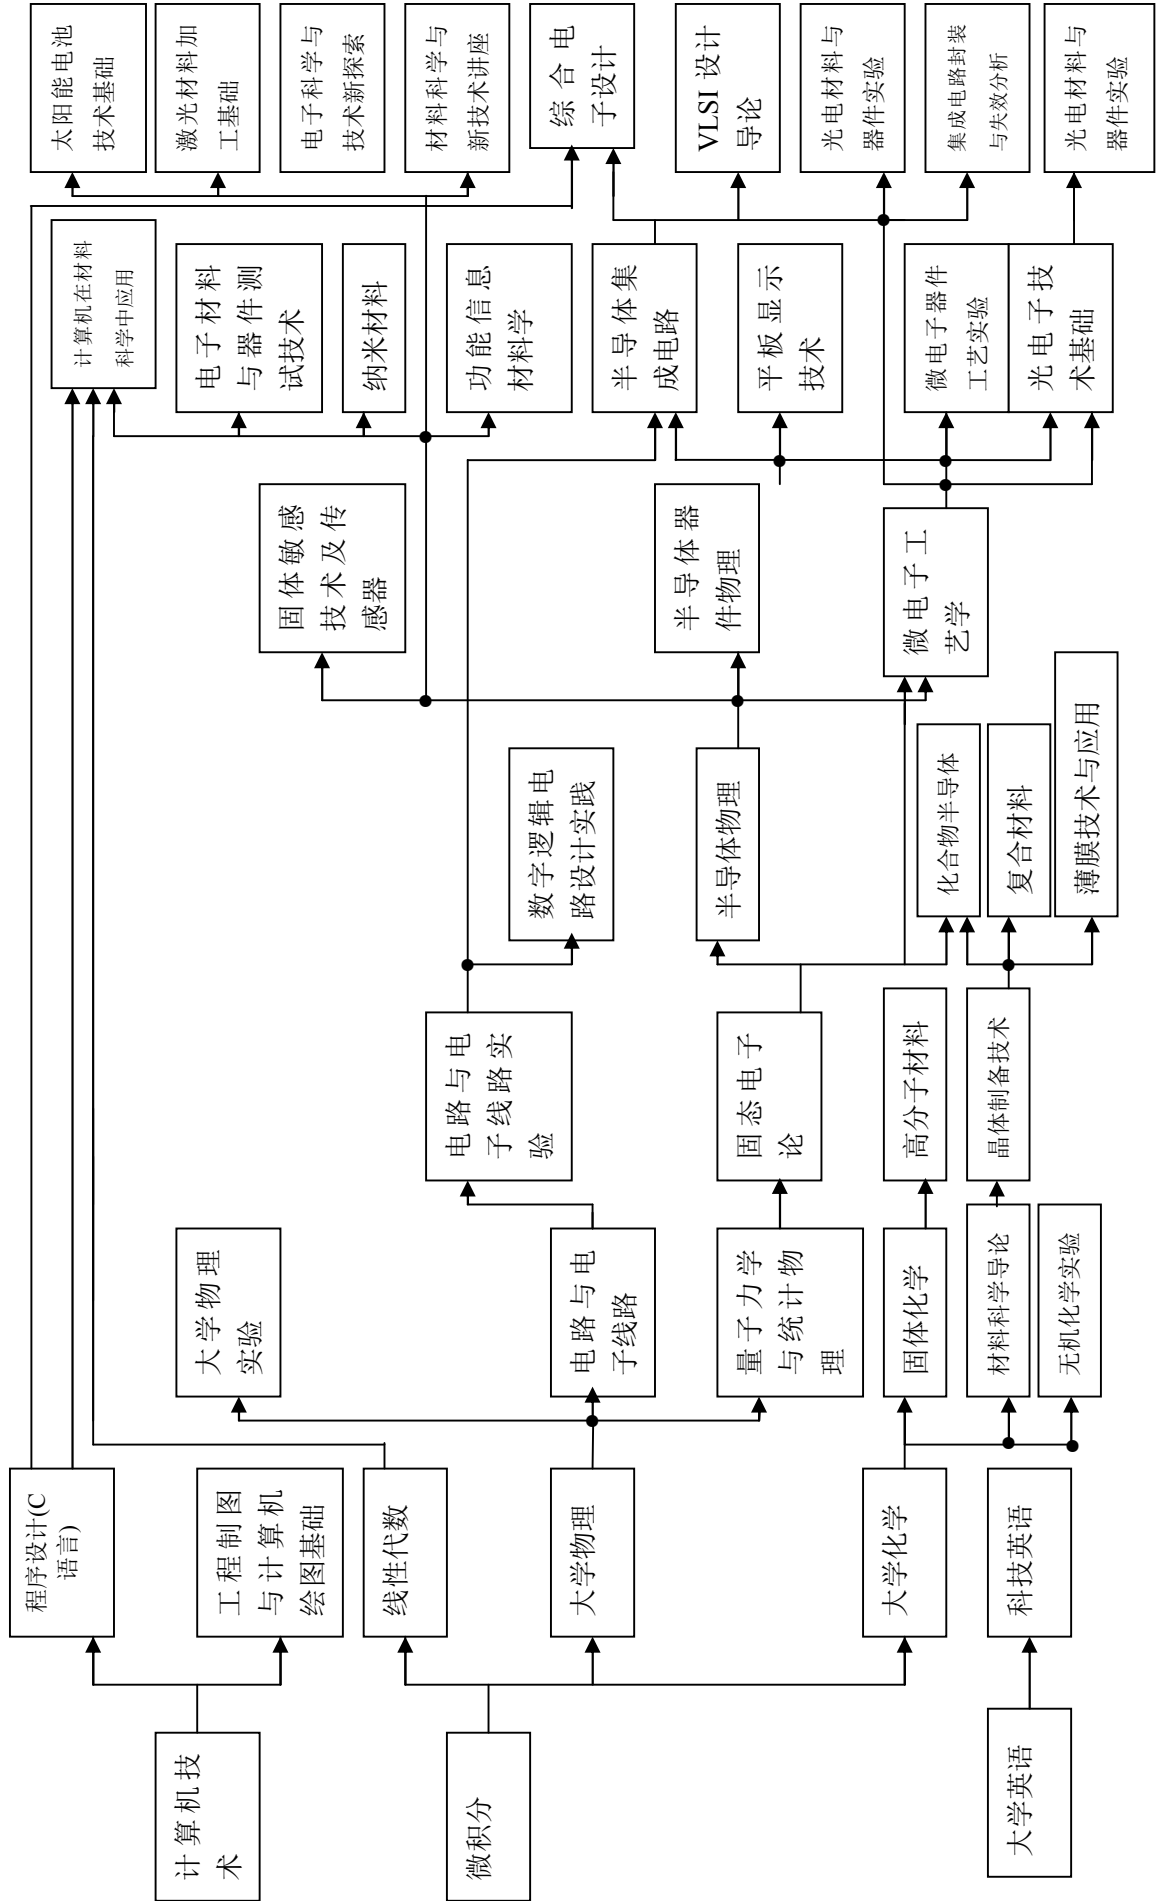 太阳能电池
技术基础
激光材料加
工基础
电子科学与
技术新探索
材料科学与
新技术讲座
综合电
子设计
VLSI 设计
导论
光电材料与
器件实验
集成电路封装
与失效分析
光电材料与
器件实验
计算机在材料
科学中应用
电子材料
与器件测
试技术
纳米材料
功能信息
材料学
半导体集
成电路
平板显示
技术
微电子器件
工艺实验
光电子技
术基础
固体敏感
技术及传
感器
半导体器
件物理
微电子工
艺学
数字逻辑电
路设计实践
半导体物理
化合物半导体
复合材料
薄膜技术与应用
电路与电
子线路实
验
固态电子
论
高分子材料
晶体制备技术
大学物理
实验
电路与电
子线路
量子力学
与统计物
理
固体化学
材料科学导论
无机化学实验
程序设计(C
语言)
工程制图
与计算机
绘图基础
线性代数
大学物理
大学化学
科技英语
计算机技
术
微积分
大学英语